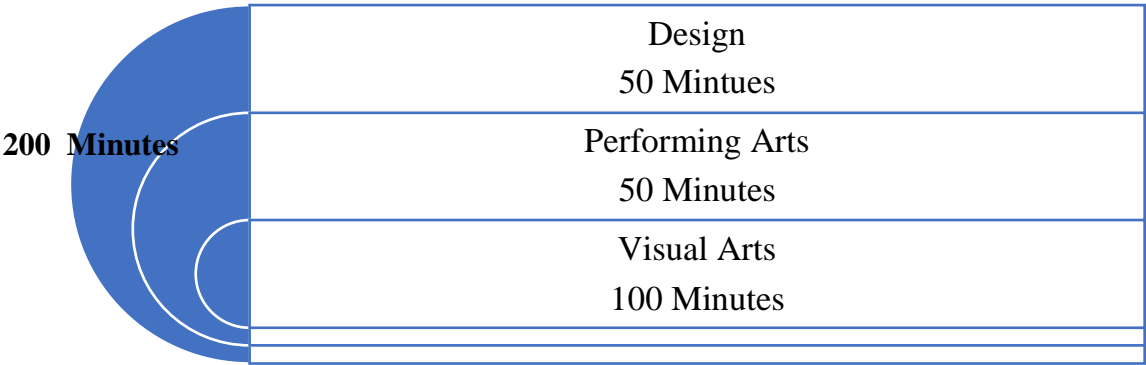 Design
50 Mintues
200 Minutes
Performing Arts
50 Minutes
Visual Arts
100 Minutes